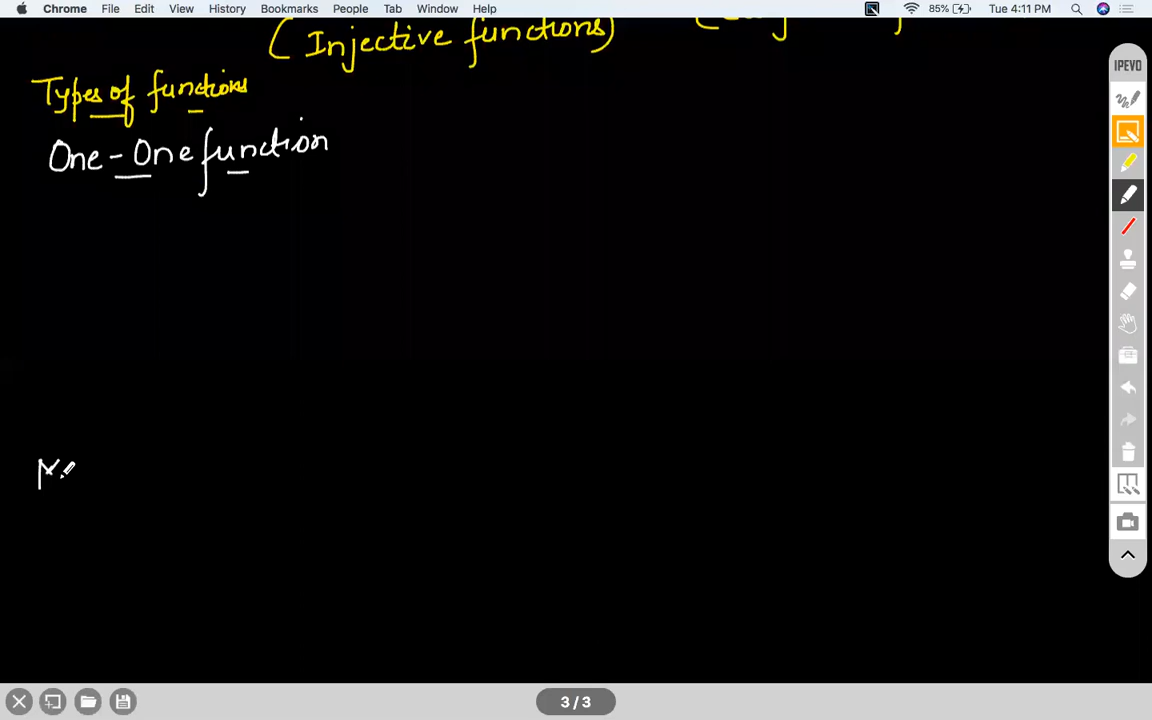 Chrome File Edit View History Bookmarks People Tab Window Help 85% Tue 4:11 PM
(Injective functions)
Types of functions
One-One function
IPEVO
3/3